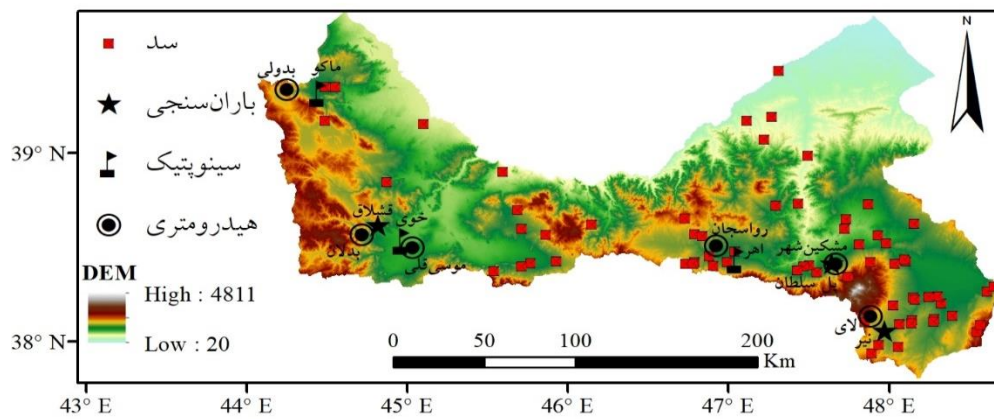 سد
باران‌سنجی
سینوپتیک
هیدرومتری
DEM
High : 4811
Low : 20
بدولی
ماکو
قشلاق
خوی
بدلان
موسی قلی
رواسجان
اهر
مشکین‌شهر
پل سلطان
لای
نیر
N
0 50 100 200
Km
39° N
38° N
43° E 44° E 45° E 46° E 47° E 48° E